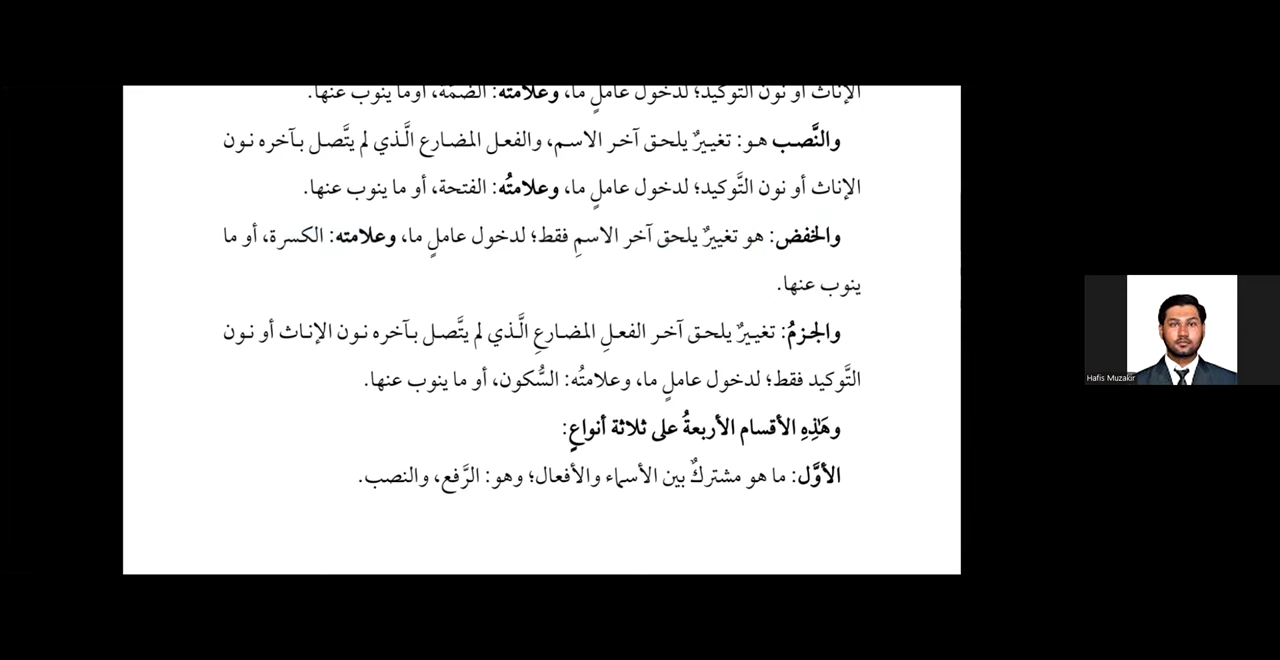 الإناث أو نون التوكيد؛ لدخول عاملٍ ما، وعلامته: الضمَّة، أوما ينوب عنها.
والنَّصب هو: تغييرٌ يلحق آخر الاسم، والفعل المضارع الَّذي لم يتَّصل بآخره نون
الإناث أو نون التَّوكيد؛ لدخول عاملٍ ما، وعلامتُه: الفتحة، أو ما ينوب عنها.
والخفض: هو تغييرٌ يلحق آخر الاسمِ فقط؛ لدخول عاملٍ ما، وعلامته: الكسرة، أو ما
ينوب عنها.
والجزمُ: تغييرٌ يلحق آخر الفعلِ المضارعِ الَّذي لم يتَّصل بآخره نون الإناث أو نون
التَّوكيد فقط؛ لدخول عاملٍ ما، وعلامتُه: السُّكون، أو ما ينوب عنها.
وهَٰذِهِ الأقسام الأربعةُ على ثلاثة أنواعٍ:
الأوَّل: ما هو مشتركٌ بين الأسماء والأفعال؛ وهو: الرَّفع، والنصب.
Hafis Muzakir